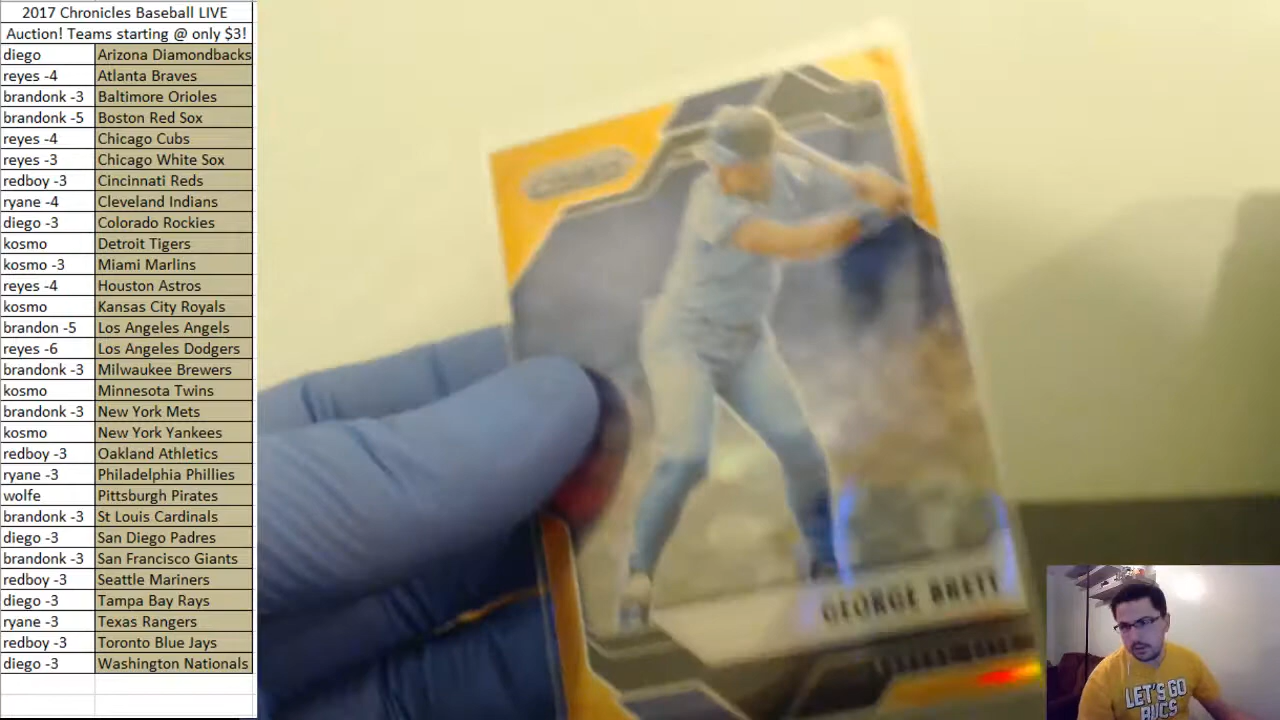 2017 Chronicles Baseball LIVE
Auction! Teams starting @ only $3!
diego Arizona Diamondbacks
reyes -4 Atlanta Braves
brandonk -3 Baltimore Orioles
brandonk -5 Boston Red Sox
reyes -4 Chicago Cubs
reyes -3 Chicago White Sox
redboy -3 Cincinnati Reds
ryane -4 Cleveland Indians
diego -3 Colorado Rockies
kosmo Detroit Tigers
kosmo -3 Miami Marlins
reyes -4 Houston Astros
kosmo Kansas City Royals
brandon -5 Los Angeles Angels
reyes -6 Los Angeles Dodgers
brandonk -3 Milwaukee Brewers
kosmo Minnesota Twins
brandonk -3 New York Mets
kosmo New York Yankees
redboy -3 Oakland Athletics
ryane -3 Philadelphia Phillies
wolfe Pittsburgh Pirates
brandonk -3 St Louis Cardinals
diego -3 San Diego Padres
brandonk -3 San Francisco Giants
redboy -3 Seattle Mariners
diego -3 Tampa Bay Rays
ryane -3 Texas Rangers
redboy -3 Toronto Blue Jays
diego -3 Washington Nationals
GEORGE BRETT
LET'S GO
BUCS